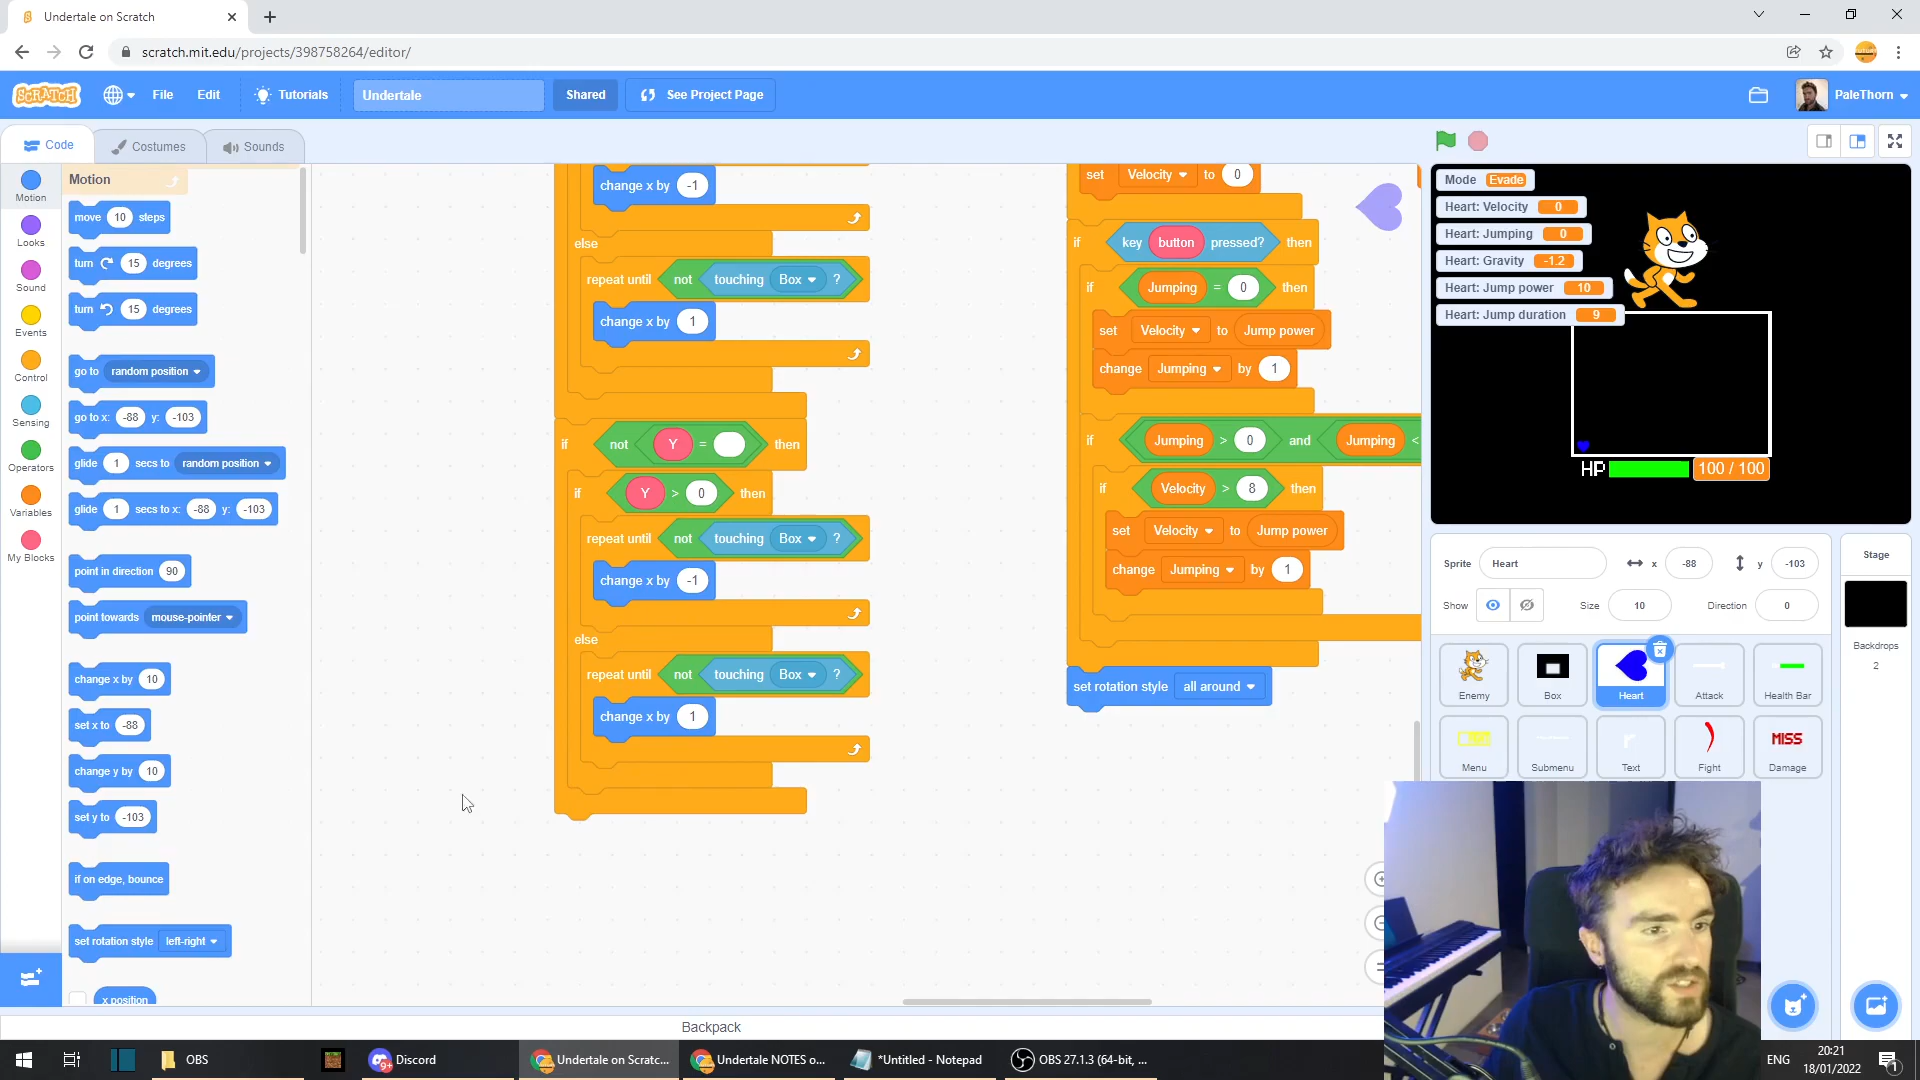 Undertale on Scratch
scratch.mit.edu/projects/398758264/editor/
SCRATCH
File
Edit
Tutorials
Undertale
Shared
See Project Page
PaleThorn
Code
Costumes
Sounds
Motion
Looks
Sound
Events
Control
Sensing
Operators
Variables
My Blocks
Motion
move 10 steps
turn 15 degrees
turn 15 degrees
go to random position
go to x: -88 y: -103
glide 1 secs to random position
glide 1 secs to x: -88 y: -103
point in direction 90
point towards mouse-pointer
change x by 10
set x to -88
change y by 10
set y to -103
if on edge, bounce
set rotation style left-right
x position
change x by -1
else
repeat until not touching Box ?
change x by 1
if not Y = then
if Y > 0 then
repeat until not touching Box ?
change x by -1
else
repeat until not touching Box ?
change x by 1
set Velocity to 0
if key button pressed? then
if Jumping = 0 then
set Velocity to Jump power
change Jumping by 1
if Jumping > 0 and Jumping <
if Velocity > 8 then
set Velocity to Jump power
change Jumping by 1
set rotation style all around
Mode Evade
Heart: Velocity 0
Heart: Jumping 0
Heart: Gravity -1.2
Heart: Jump power 10
Heart: Jump duration 9
HP 100 / 100
Sprite Heart x -88 y -103
Show Size 10 Direction 0
Enemy
Box
Heart
Attack
Health Bar
Menu
Submenu
Text
Fight
MISS
Damage
Stage
Backdrops
2
Backpack
OBS
9+
Discord
Undertale on Scratc...
Undertale NOTES o...
*Untitled - Notepad
OBS 27.1.3 (64-bit, ...
ENG
20:21
18/01/2022
1